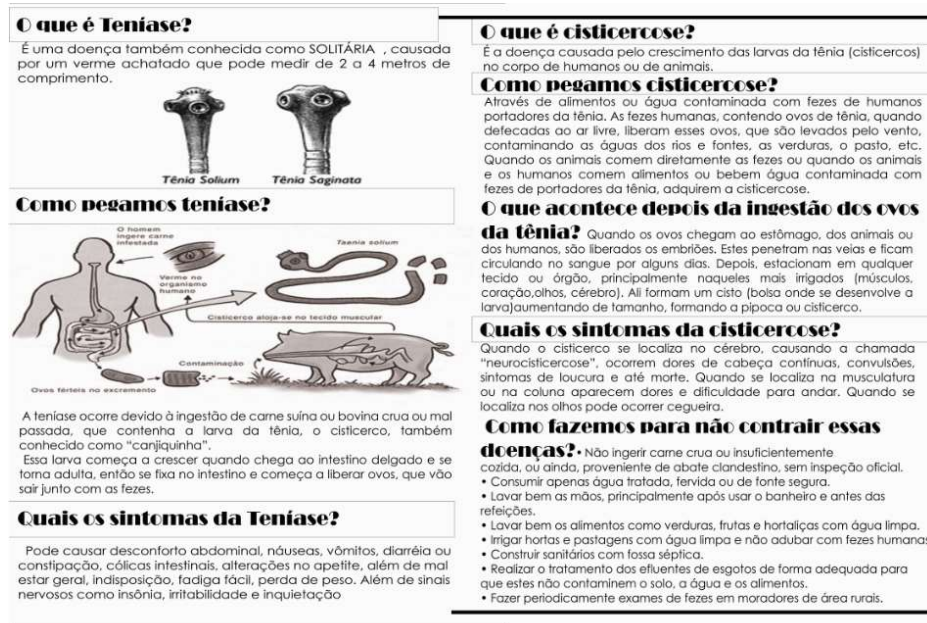 O que é Teníase?
É uma doença também conhecida como SOLITÁRIA , causada
por um verme achatado que pode medir de 2 a 4 metros de
comprimento.
Tênia Solium
Tênia Saginata
Como pegamos teníase?
O homem
ingere carne
infestada
Taenia solium
Verme no
organismo
humano
Cisticerco aloja-se no tecido muscular
Contaminação
Ovos férteis no excremento
A teníase ocorre devido à ingestão de carne suína ou bovina crua ou mal
passada, que contenha a larva da tênia, o cisticerco, também
conhecido como “canjiquinha”.
Essa larva começa a crescer quando chega ao intestino delgado e se
torna adulta, então se fixa no intestino e começa a liberar ovos, que vão
sair junto com as fezes.
Quais os sintomas da Teníase?
Pode causar desconforto abdominal, náuseas, vômitos, diarréia ou
constipação, cólicas intestinais, alterações no apetite, além de mal
estar geral, indisposição, fadiga fácil, perda de peso. Além de sinais
nervosos como insônia, irritabilidade e inquietação
O que é cisticercose?
É a doença causada pelo crescimento das larvas da tênia (cisticercos)
no corpo de humanos ou de animais.
Como pegamos cisticercose?
Através de alimentos ou água contaminada com fezes de humanos
portadores da tênia. As fezes humanas, contendo ovos de tênia, quando
defecadas ao ar livre, liberam esses ovos, que são levados pelo vento,
contaminando as águas dos rios e fontes, as verduras, o pasto, etc.
Quando os animais comem diretamente as fezes ou quando os animais
e os humanos comem alimentos ou bebem água contaminada com
fezes de portadores da tênia, adquirem a cisticercose.
O que acontece depois da ingestão dos ovos
da tênia? Quando os ovos chegam ao estômago, dos animais ou
dos humanos, são liberados os embriões. Estes penetram nas veias e ficam
circulando no sangue por alguns dias. Depois, estacionam em qualquer
tecido ou órgão, principalmente naqueles mais irrigados (músculos,
coração,olhos, cérebro). Ali formam um cisto (bolsa onde se desenvolve a
larva)aumentando de tamanho, formando a pipoca ou cisticerco.
Quais os sintomas da cisticercose?
Quando o cisticerco se localiza no cérebro, causando a chamada
“neurocisticercose”, ocorrem dores de cabeça contínuas, convulsões,
sintomas de loucura e até morte. Quando se localiza na musculatura
ou na coluna aparecem dores e dificuldade para andar. Quando se
localiza nos olhos pode ocorrer cegueira.
Como fazemos para não contrair essas
doenças? • Não ingerir carne crua ou insuficientemente
cozida, ou ainda, proveniente de abate clandestino, sem inspeção oficial.
• Consumir apenas água tratada, fervida ou de fonte segura.
• Lavar bem as mãos, principalmente após usar o banheiro e antes das
refeições.
• Lavar bem os alimentos como verduras, frutas e hortaliças com água limpa.
• Irrigar hortas e pastagens com água limpa e não adubar com fezes humanas
• Construir sanitários com fossa séptica.
• Realizar o tratamento dos efluentes de esgotos de forma adequada para
que estes não contaminem o solo, a água e os alimentos.
• Fazer periodicamente exames de fezes em moradores de área rurais.